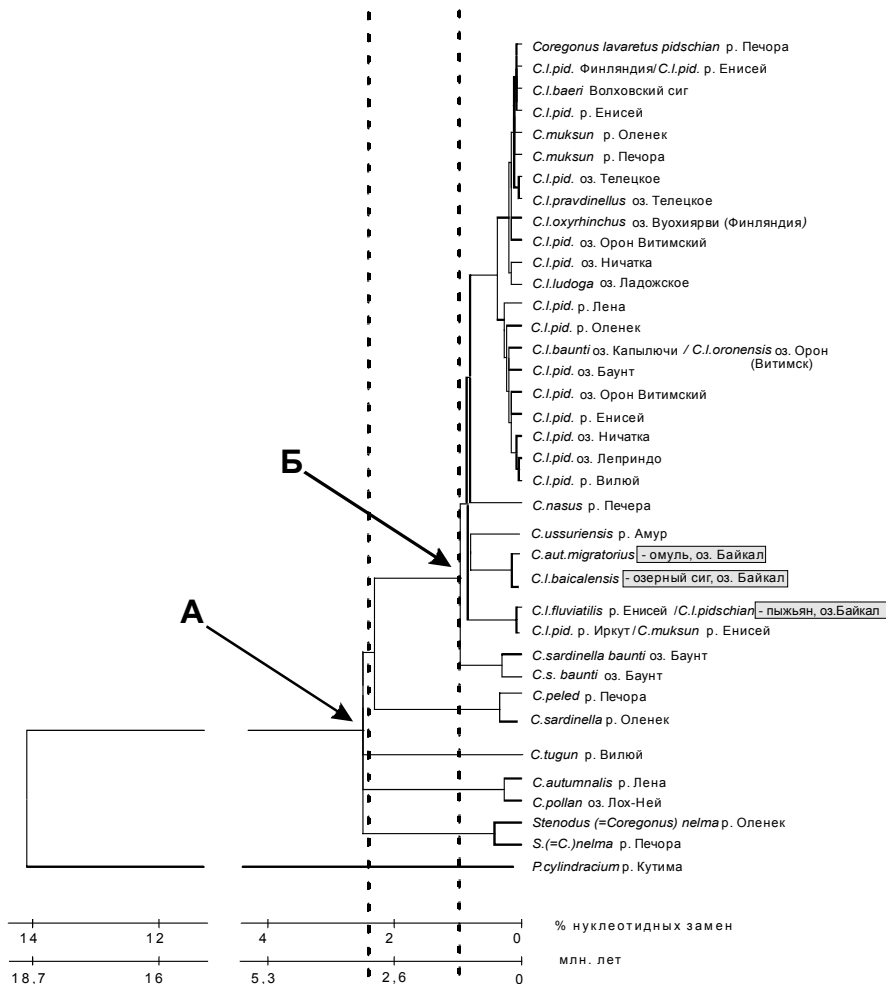 Coregonus lavaretus pidschian р. Печора
C.l.pid. Финляндия/C.l.pid. р. Енисей
C.l.baeri Волховский сиг
C.l.pid. р. Енисей
C.muksun р. Оленек
C.muksun р. Печора
C.l.pid. оз. Телецкое
C.l.pravdinellus оз. Телецкое
C.l.oxyrhinchus оз. Вуохиярви (Финляндия)
C.l.pid. оз. Орон Витимский
C.l.pid. оз. Ничатка
C.l.ludoga оз. Ладожское
C.l.pid. р. Лена
C.l.pid. р. Оленек
C.l.baunti оз. Капылючи / C.l.oronensis оз. Орон
(Витимск)
C.l.pid. оз. Баунт
C.l.pid. оз. Орон Витимский
C.l.pid. р. Енисей
C.l.pid. оз. Ничатка
C.l.pid. оз. Леприндо
C.l.pid. р. Вилюй
Б
C.nasus р. Печера
C.ussuriensis р. Амур
C.aut.migratorius - омуль, оз. Байкал
C.l.baicalensis - озерный сиг, оз. Байкал
А
C.l.fluviatilis р. Енисей /C.l.pidschian - пыжьян, оз.Байкал
C.l.pid. р. Иркут/C.muksun р. Енисей
C.sardinella baunti оз. Баунт
C.s. baunti оз. Баунт
C.peled р. Печора
C.sardinella р. Оленек
C.tugun р. Вилюй
C.autumnalis р. Лена
C.pollan оз. Лох-Ней
Stenodus (=Coregonus) nelma р. Оленек
S.(=C.)nelma р. Печора
P.cylindracium р. Кутима
14 12 4 2 0 % нуклеотидных замен
18,7 16 5,3 2,6 0 млн. лет